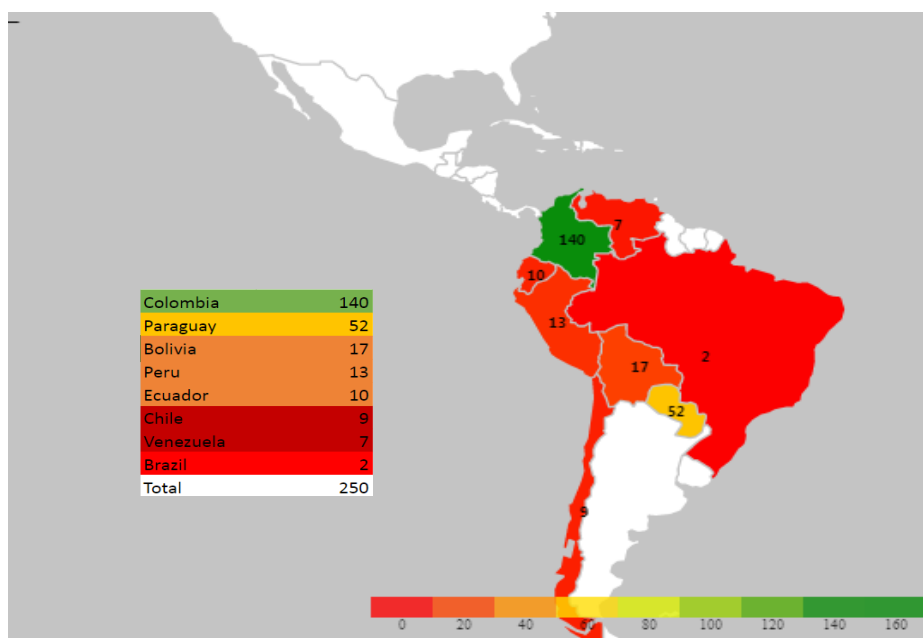 7
140
10
13
2
17
52
9
Colombia 140
Paraguay 52
Bolivia 17
Peru 13
Ecuador 10
Chile 9
Venezuela 7
Brazil 2
Total 250
0 20 40 60 80 100 120 140 160